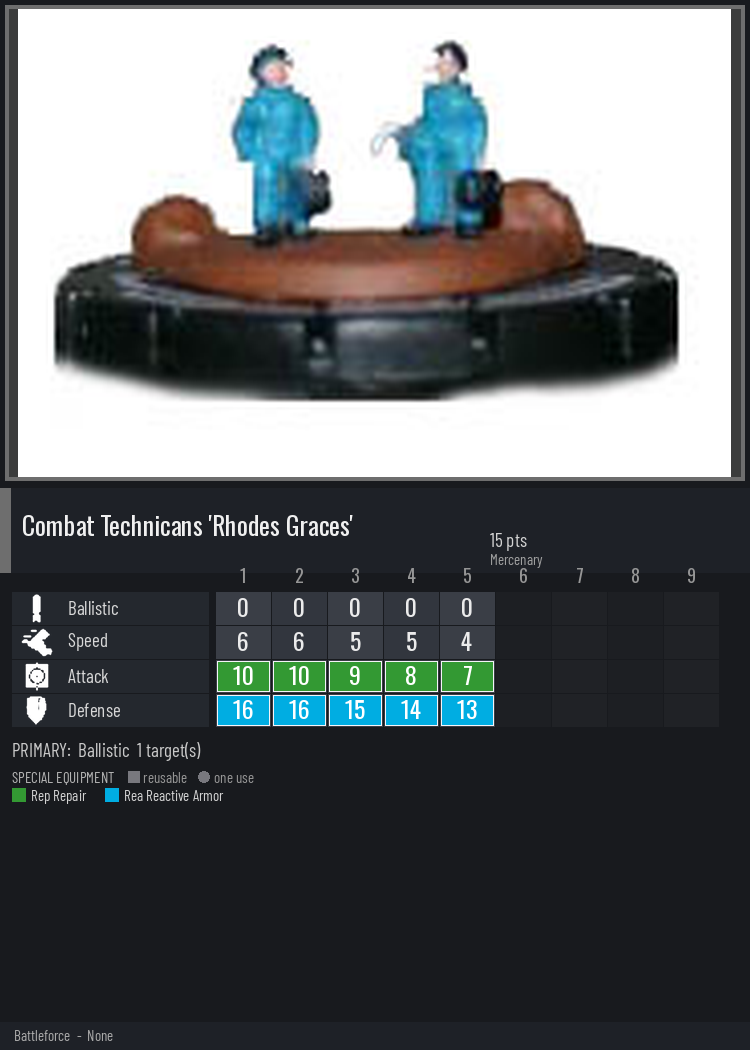 Combat Technicans 'Rhodes Graces'
15 pts
Mercenary
1 2 3 4 5 6 7 8 9
Ballistic 0 0 0 0 0
Speed 6 6 5 5 4
Attack 10 10 9 8 7
Defense 16 16 15 14 13
PRIMARY: Ballistic 1 target(s)
SPECIAL EQUIPMENT reusable one use
Rep Repair Rea Reactive Armor
Battleforce - None